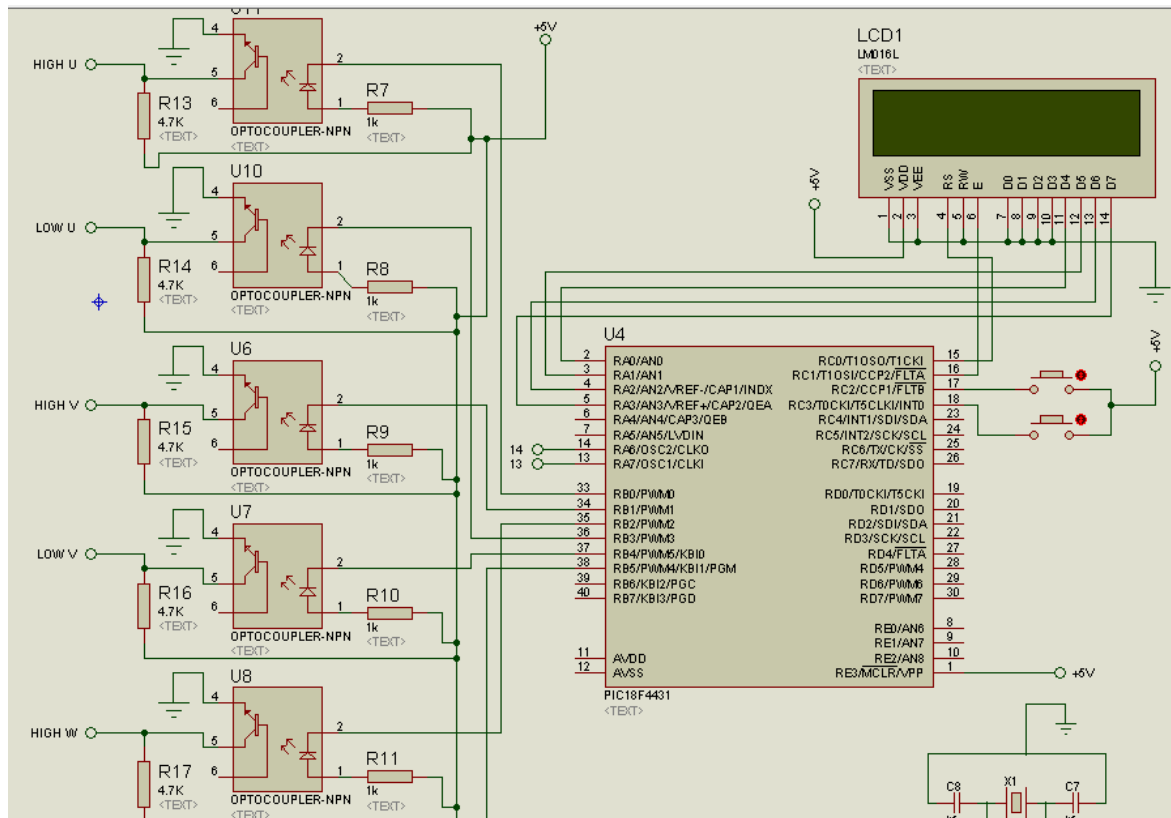 U11
4
HIGH U
5
6
2
1
R13
4.7K
<TEXT>
OPTOCOUPLER-NPN
<TEXT>
R7
1k
<TEXT>
+5V
U10
4
LOW U
5
6
2
1
R14
4.7K
<TEXT>
OPTOCOUPLER-NPN
<TEXT>
R8
1k
<TEXT>
U6
4
HIGH V
5
6
2
1
R15
4.7K
<TEXT>
OPTOCOUPLER-NPN
<TEXT>
R9
1k
<TEXT>
U7
4
LOW V
5
6
2
1
R16
4.7K
<TEXT>
OPTOCOUPLER-NPN
<TEXT>
R10
1k
<TEXT>
U8
4
HIGH W
5
6
2
1
R17
4.7K
<TEXT>
OPTOCOUPLER-NPN
<TEXT>
R11
1k
<TEXT>
LCD1
LM016L
<TEXT>
VSS VDD VEE RS RW E D0 D1 D2 D3 D4 D5 D6 D7
1 2 3 4 5 6 7 8 9 10 11 12 13 14
+5V
+5V
U4
2 RA0/AN0 RC0/T1OSO/T1CKI 15
3 RA1/AN1 RC1/T1OSI/CCP2/FLTA 16
4 RA2/AN2/VREF-/CAP1/INDX RC2/CCP1/FLTB 17
5 RA3/AN3/VREF+/CAP2/QEA RC3/T0CKI/T5CLKI/INT0 18
6 RA4/AN4/CAP3/QEB RC4/INT1/SDI/SDA 23
7 RA5/AN5/LVDIN RC5/INT2/SCK/SCL 24
14 14 RA6/OSC2/CLKO RC6/TX/CK/SS 25
13 13 RA7/OSC1/CLKI RC7/RX/TD/SDO 26
33 RB0/PWM0 RD0/T0CKI/T5CKI 19
34 RB1/PWM1 RD1/SDO 20
35 RB2/PWM2 RD2/SDI/SDA 21
36 RB3/PWM3 RD3/SCK/SCL 22
37 RB4/PWM5/KBI0 RD4/FLTA 27
38 RB5/PWM4/KBI1/PGM RD5/PWM4 28
39 RB6/KBI2/PGC RD6/PWM6 29
40 RB7/KBI3/PGD RD7/PWM7 30
RE0/AN6 8
RE1/AN7 9
11 AVDD RE2/AN8 10
12 AVSS RE3/MCLR/VPP 1
+5V
PIC18F4431
<TEXT>
C8
X1
C7